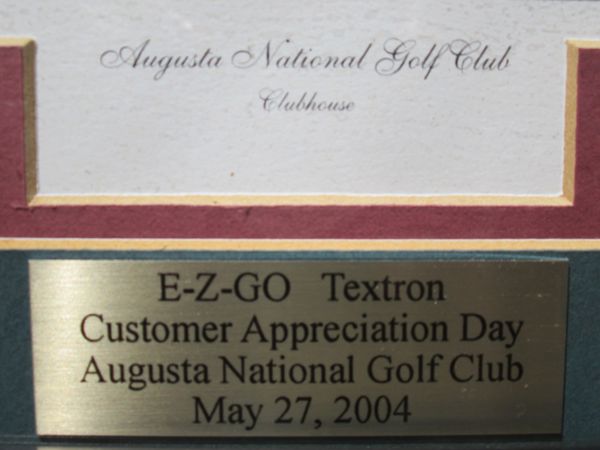 Augusta National Golf Club
Clubhouse
E-Z-GO Textron
Customer Appreciation Day
Augusta National Golf Club
May 27, 2004